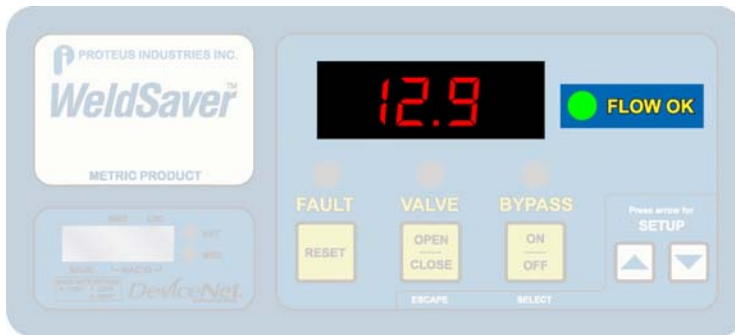 PROTEUS INDUSTRIES INC.
WeldSaver™
METRIC PRODUCT
12.9
FLOW OK
FAULT
VALVE
BYPASS
RESET
OPEN
CLOSE
ON
OFF
Press arrow for
SETUP
ESCAPE
SELECT
DeviceNet